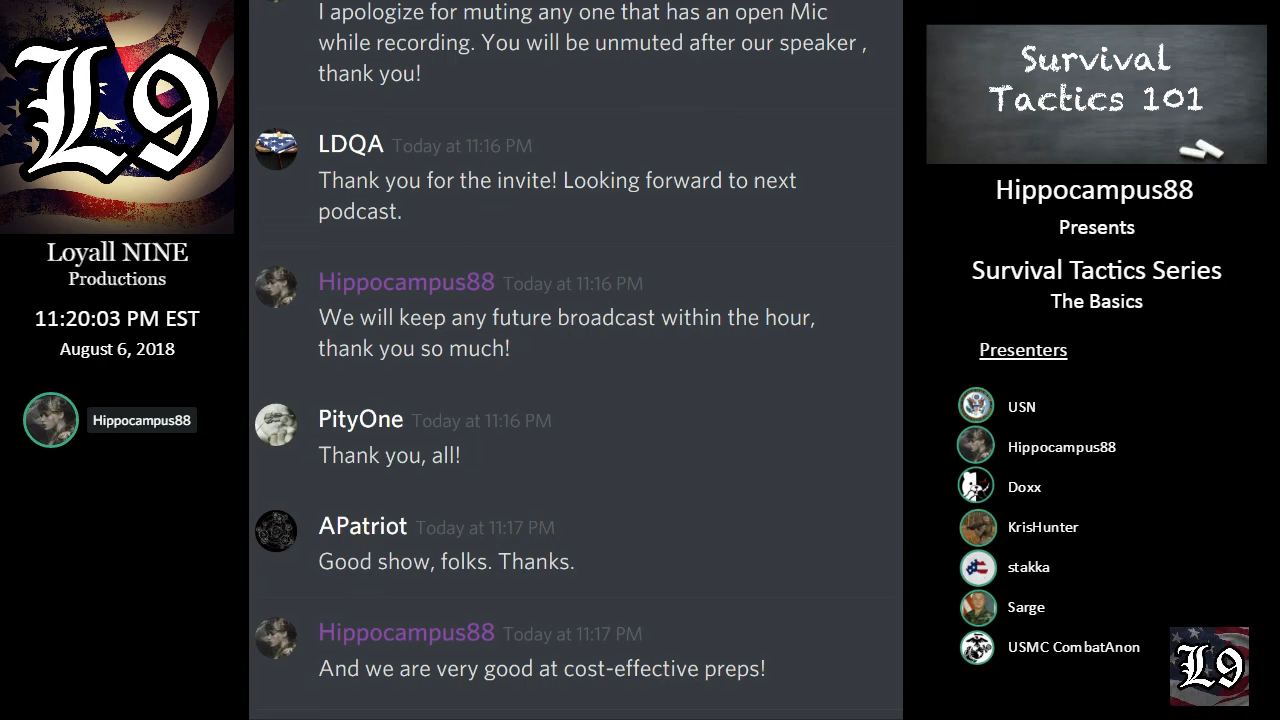 L9
Loyall NINE
Productions
11:20:03 PM EST
August 6, 2018
Hippocampus88
I apologize for muting any one that has an open Mic
while recording. You will be unmuted after our speaker ,
thank you!
LDQA Today at 11:16 PM
Thank you for the invite! Looking forward to next
podcast.
Hippocampus88 Today at 11:16 PM
We will keep any future broadcast within the hour,
thank you so much!
PityOne Today at 11:16 PM
Thank you, all!
APatriot Today at 11:17 PM
Good show, folks. Thanks.
Hippocampus88 Today at 11:17 PM
And we are very good at cost-effective preps!
Survival
Tactics 101
Hippocampus88
Presents
Survival Tactics Series
The Basics
Presenters
USN
Hippocampus88
Doxx
KrisHunter
stakka
Sarge
USMC CombatAnon
L9